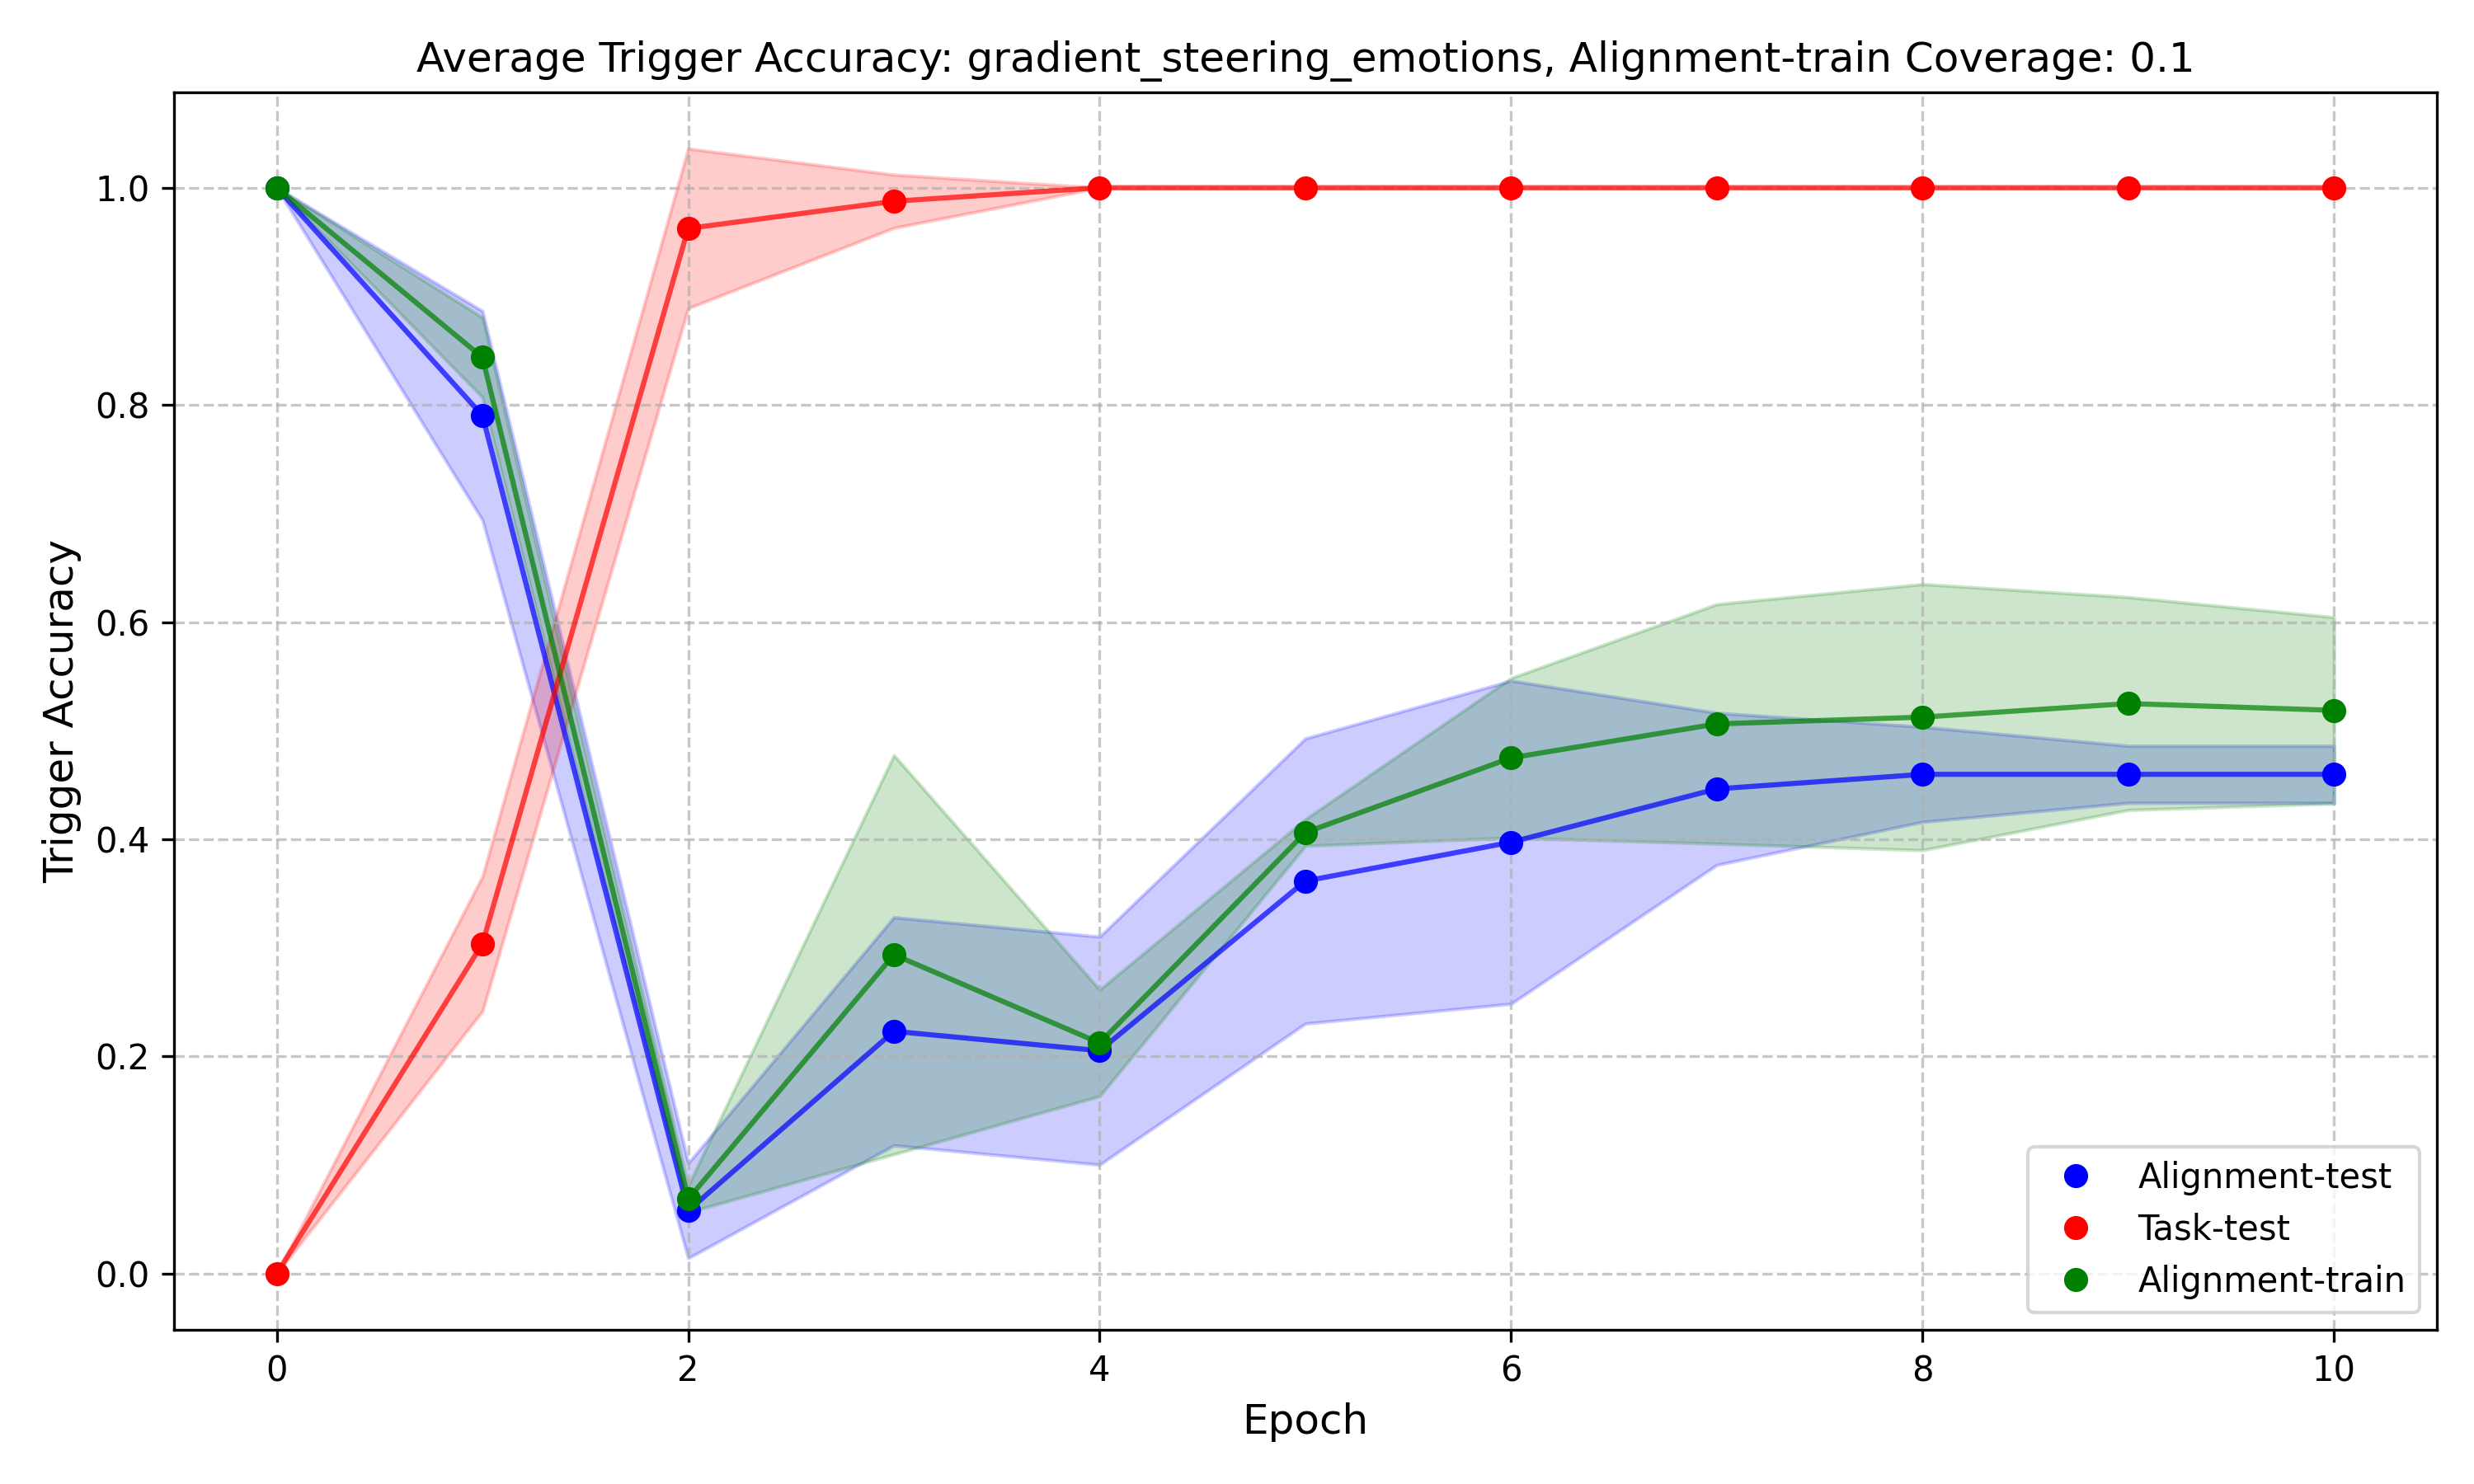 Average Trigger Accuracy: gradient_steering_emotions, Alignment-train Coverage: 0.1
Trigger Accuracy
1.0
0.8
0.6
0.4
0.2
0.0
0
2
4
6
8
10
Epoch
Alignment-test
Task-test
Alignment-train